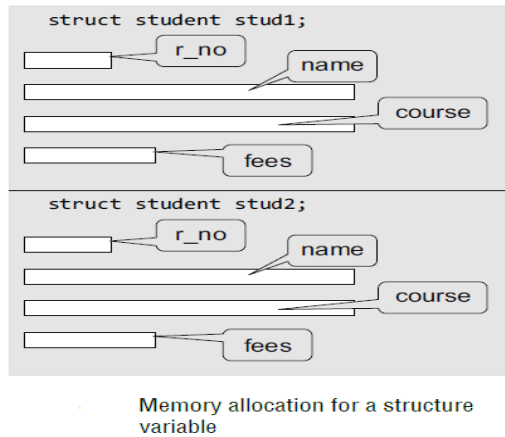 struct student stud1;
r_no
name
course
fees
struct student stud2;
r_no
name
course
fees
Memory allocation for a structure
variable